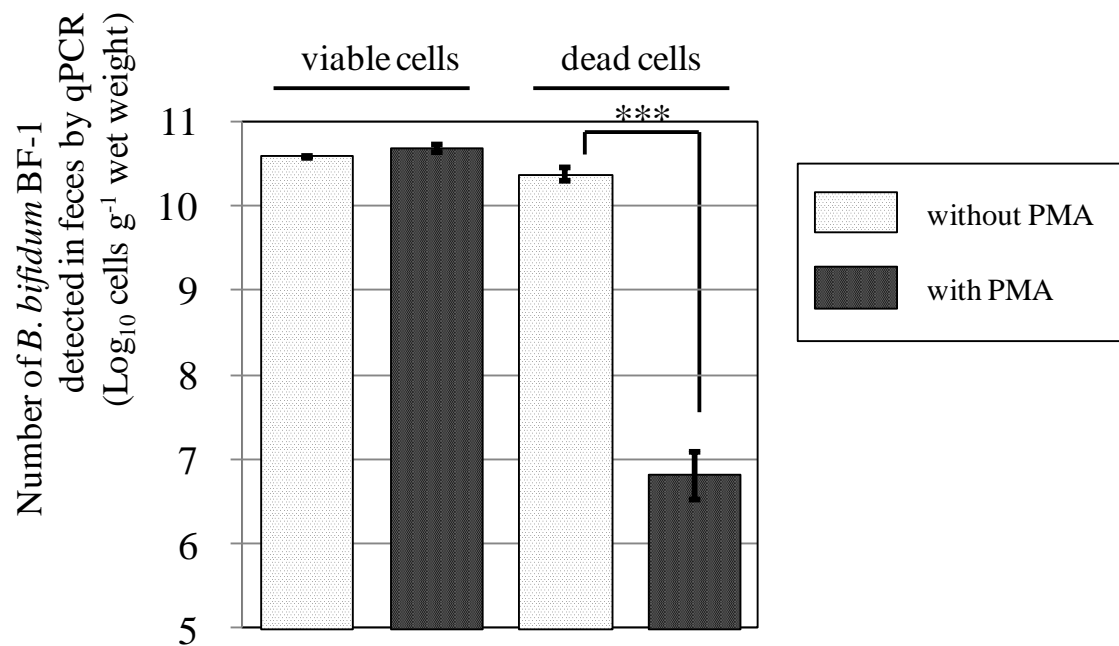 Number of B. bifidum BF-1
detected in feces by qPCR
(Log10 cells g-1 wet weight)
viable cells
dead cells
***
11
10
9
8
7
6
5
without PMA
with PMA